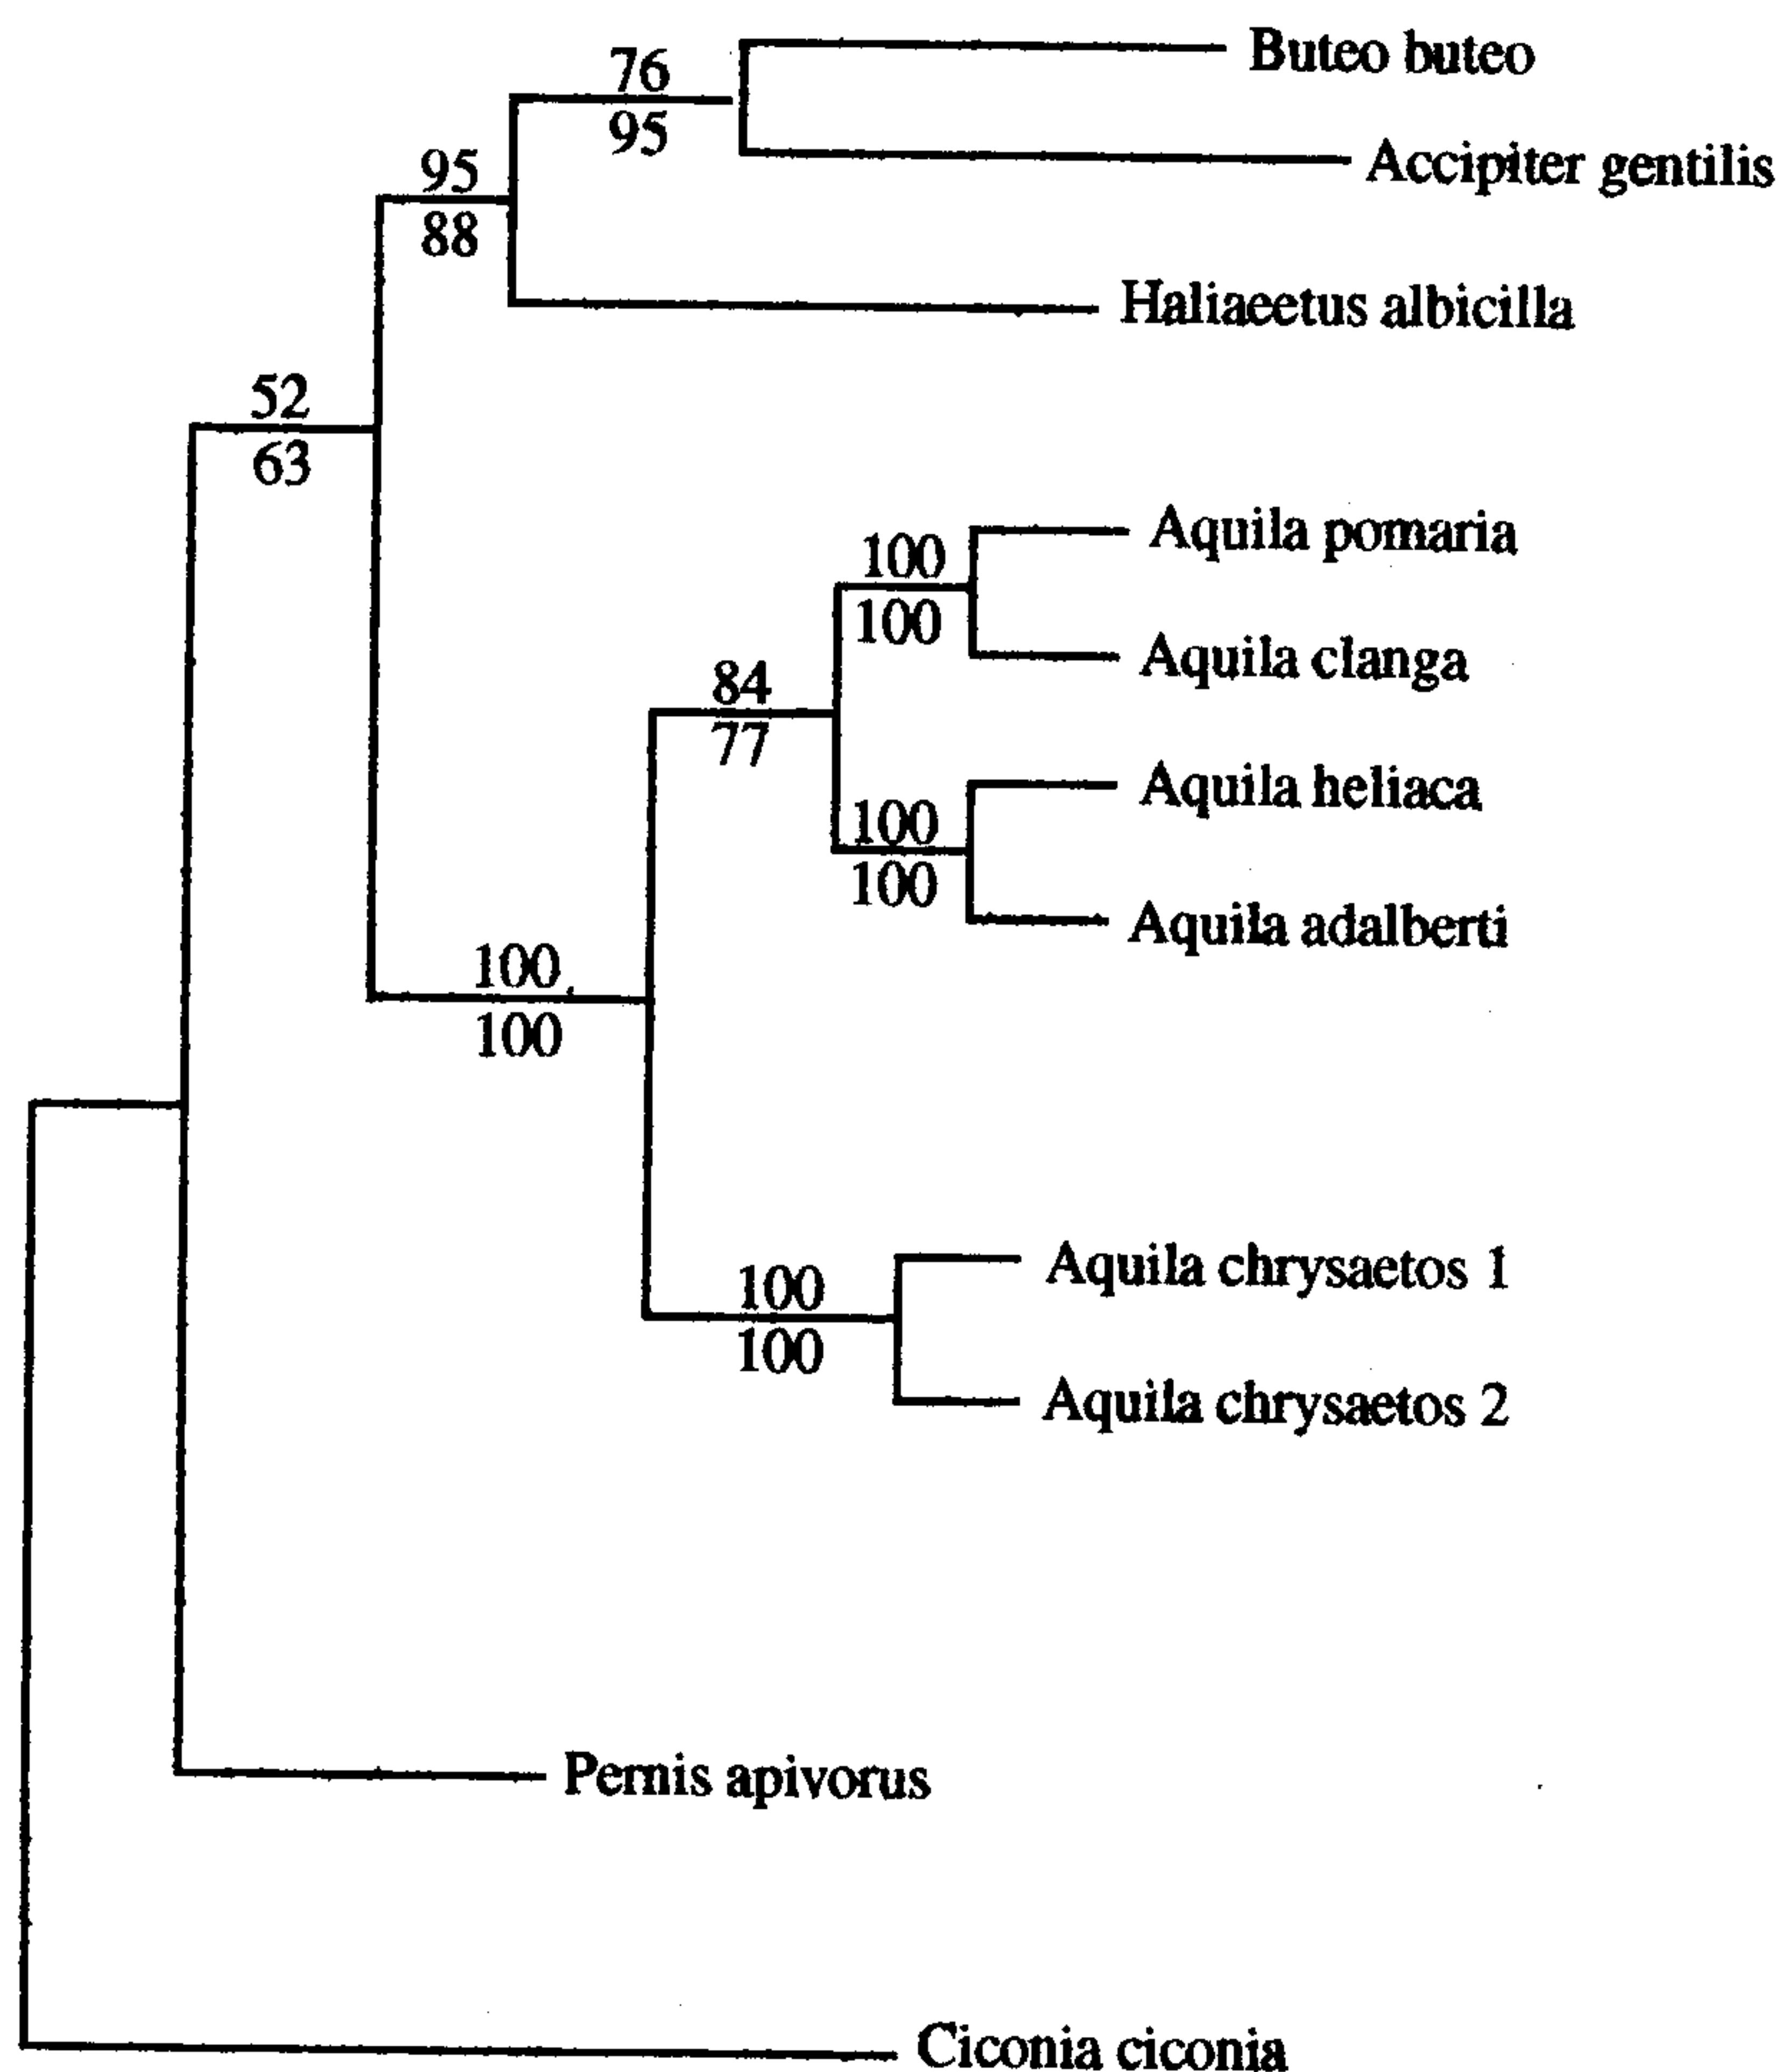 Buteo buteo
76
95
Accipiter gentilis
95
88
Haliaeetus albicilla
52
63
Aquila pomaria
100
100
Aquila clanga
84
77
Aquila heliaca
100
100
Aquila adalberti
100
100
Aquila chrysaetos 1
100
100
Aquila chrysaetos 2
Pernis apivorus
Ciconia ciconia